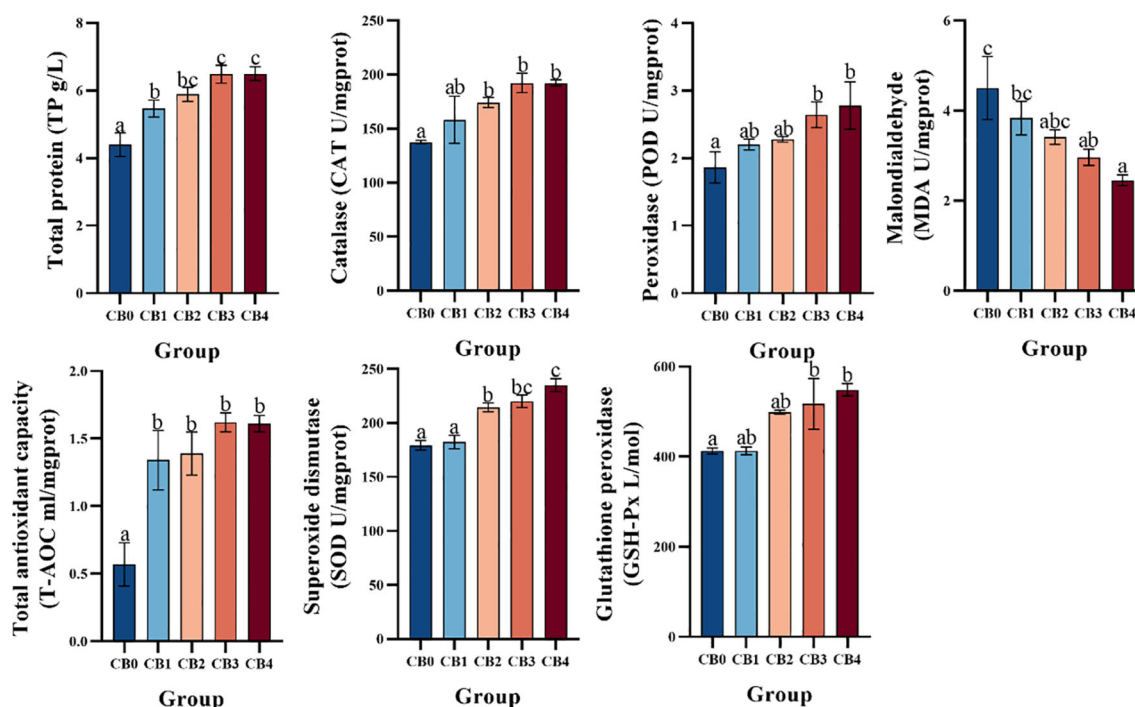 Total protein (TP g/L)
8
6
4
2
0
a
b
bc
c
c
CB0 CB1 CB2 CB3 CB4
Group
Catalase (CAT U/mgprot)
250
200
150
100
50
0
a
ab
b
b
b
CB0 CB1 CB2 CB3 CB4
Group
Peroxidase (POD U/mgprot)
4
3
2
1
0
a
ab
ab
b
b
CB0 CB1 CB2 CB3 CB4
Group
Malondialdehyde
(MDA U/mgprot)
6
4
2
0
c
bc
abc
ab
a
CB0 CB1 CB2 CB3 CB4
Group
Total antioxidant capacity
(T-AOC ml/mgprot)
2.0
1.5
1.0
0.5
0.0
a
b
b
b
b
CB0 CB1 CB2 CB3 CB4
Group
Superoxide dismutase
(SOD U/mgprot)
250
200
150
100
50
0
a
a
b
bc
c
CB0 CB1 CB2 CB3 CB4
Group
Glutathione peroxidase
(GSH-Px L/mol)
600
400
200
0
a
ab
ab
b
b
CB0 CB1 CB2 CB3 CB4
Group